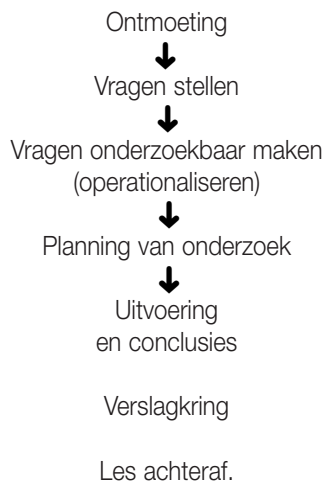 Ontmoeting
Vragen stellen
Vragen onderzoekbaar maken
(operationaliseren)
Planning van onderzoek
Uitvoering
en conclusies
Verslagkring
Les achteraf.